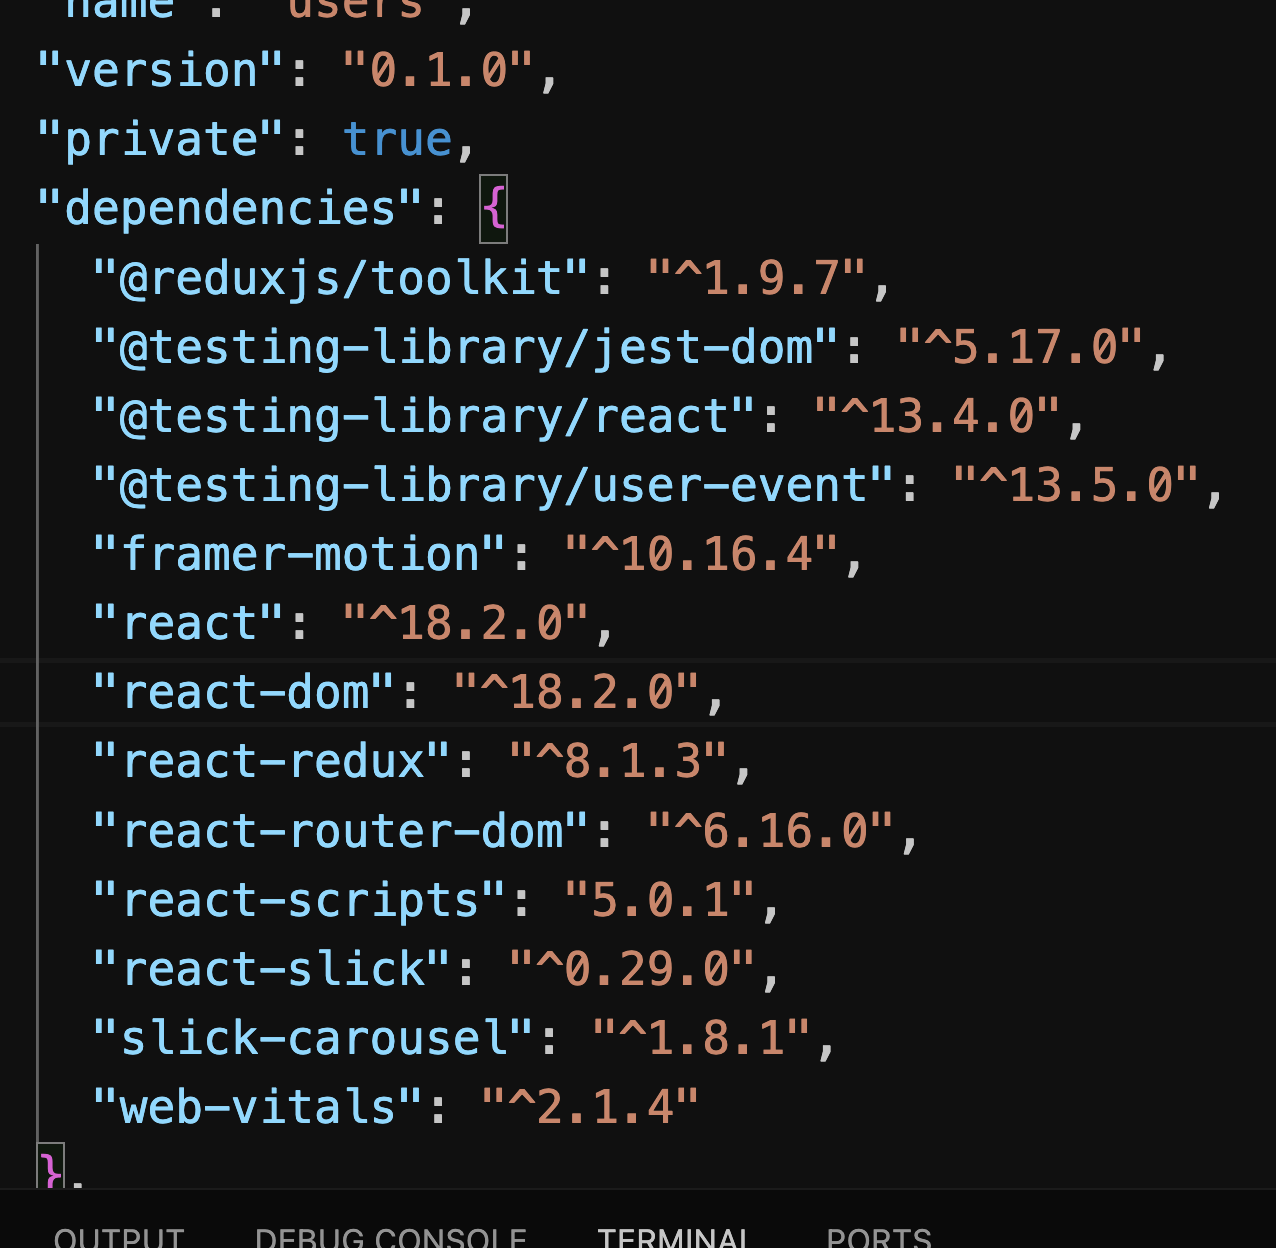 "name": "users",
"version": "0.1.0",
"private": true,
"dependencies": {
"@reduxjs/toolkit": "^1.9.7",
"@testing-library/jest-dom": "^5.17.0",
"@testing-library/react": "^13.4.0",
"@testing-library/user-event": "^13.5.0",
"framer-motion": "^10.16.4",
"react": "^18.2.0",
"react-dom": "^18.2.0",
"react-redux": "^8.1.3",
"react-router-dom": "^6.16.0",
"react-scripts": "5.0.1",
"react-slick": "^0.29.0",
"slick-carousel": "^1.8.1",
"web-vitals": "^2.1.4"
},
OUTPUT DEBUG CONSOLE TERMINAL PORTS